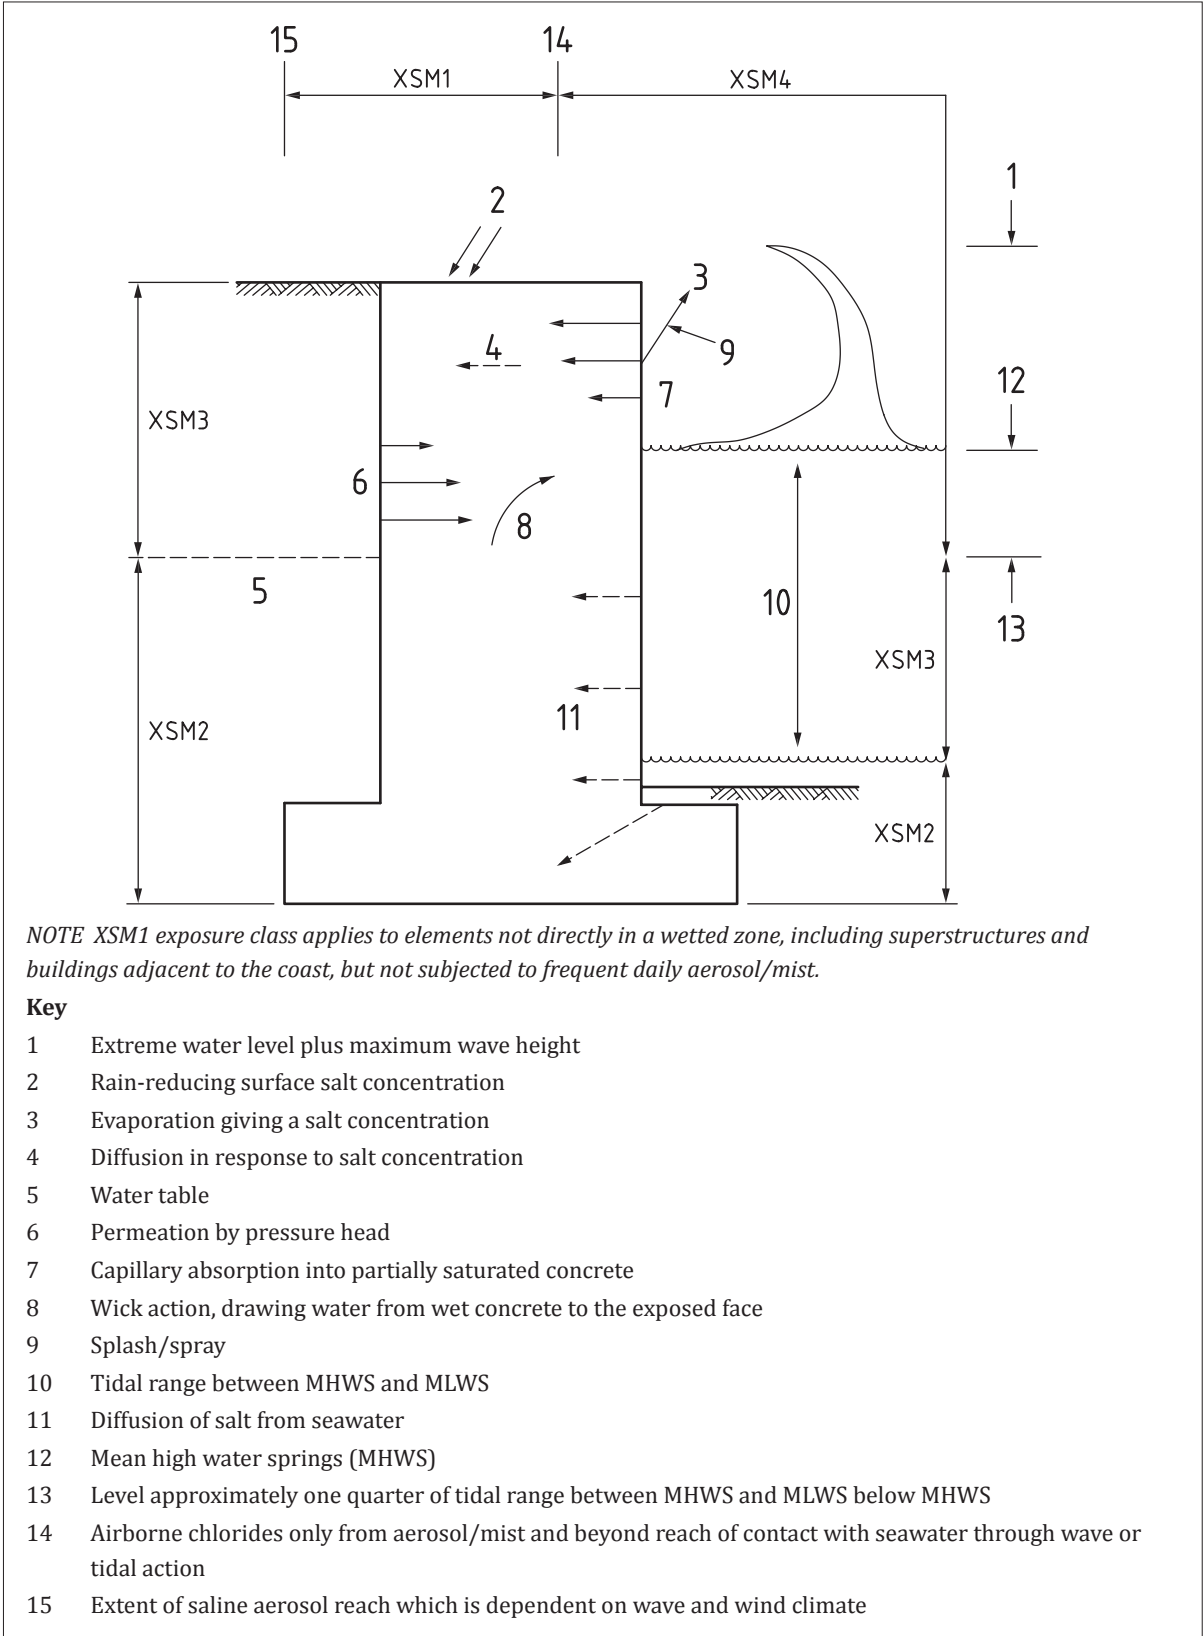 15
14
XSM1
XSM4
1
2
3
4
9
12
7
XSM3
6
8
5
10
13
XSM3
11
XSM2
XSM2
NOTE XSM1 exposure class applies to elements not directly in a wetted zone, including superstructures and
buildings adjacent to the coast, but not subjected to frequent daily aerosol/mist.
Key
1 Extreme water level plus maximum wave height
2 Rain-reducing surface salt concentration
3 Evaporation giving a salt concentration
4 Diffusion in response to salt concentration
5 Water table
6 Permeation by pressure head
7 Capillary absorption into partially saturated concrete
8 Wick action, drawing water from wet concrete to the exposed face
9 Splash/spray
10 Tidal range between MHWS and MLWS
11 Diffusion of salt from seawater
12 Mean high water springs (MHWS)
13 Level approximately one quarter of tidal range between MHWS and MLWS below MHWS
14 Airborne chlorides only from aerosol/mist and beyond reach of contact with seawater through wave or
tidal action
15 Extent of saline aerosol reach which is dependent on wave and wind climate